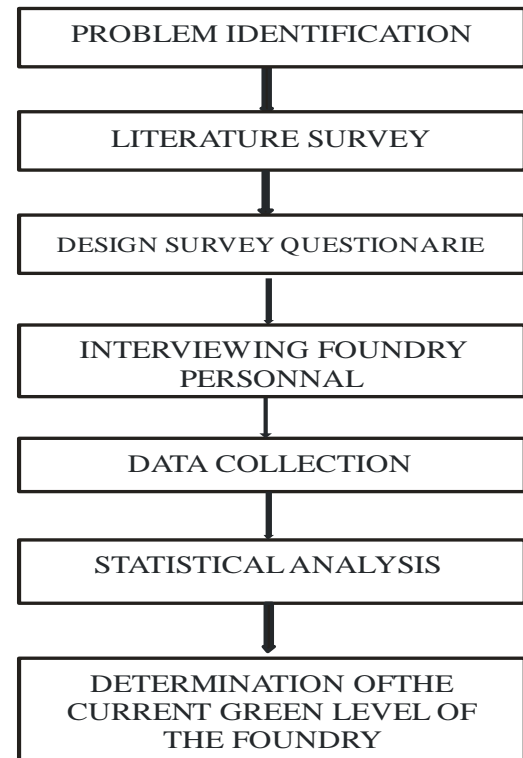 PROBLEM IDENTIFICATION
LITERATURE SURVEY
DESIGN SURVEY QUESTIONARIE
INTERVIEWING FOUNDRY
PERSONNAL
DATA COLLECTION
STATISTICAL ANALYSIS
DETERMINATION OFTHE
CURRENT GREEN LEVEL OF
THE FOUNDRY